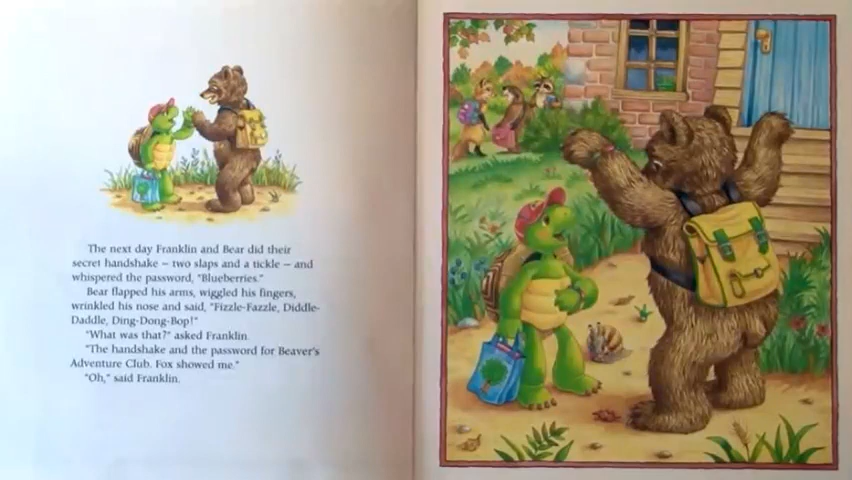 The next day Franklin and Bear did their
secret handshake – two slaps and a tickle – and
whispered the password, "Blueberries."
Bear flapped his arms, wiggled his fingers,
wrinkled his nose and said, "Fizzle-Fazzle, Diddle-
Daddle, Ding-Dong-Bop!"
"What was that?" asked Franklin.
"The handshake and the password for Beaver's
Adventure Club. Fox showed me."
"Oh," said Franklin.